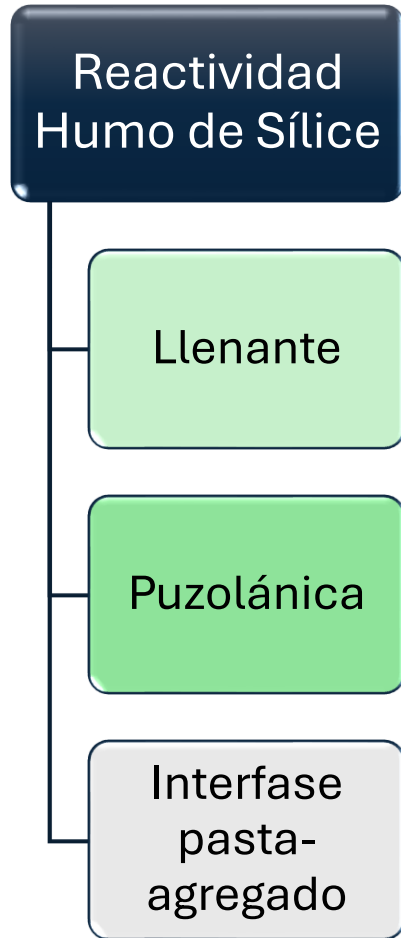 Reactividad
Humo de Sílice
Llenante
Puzolánica
Interfase
pasta-
agregado